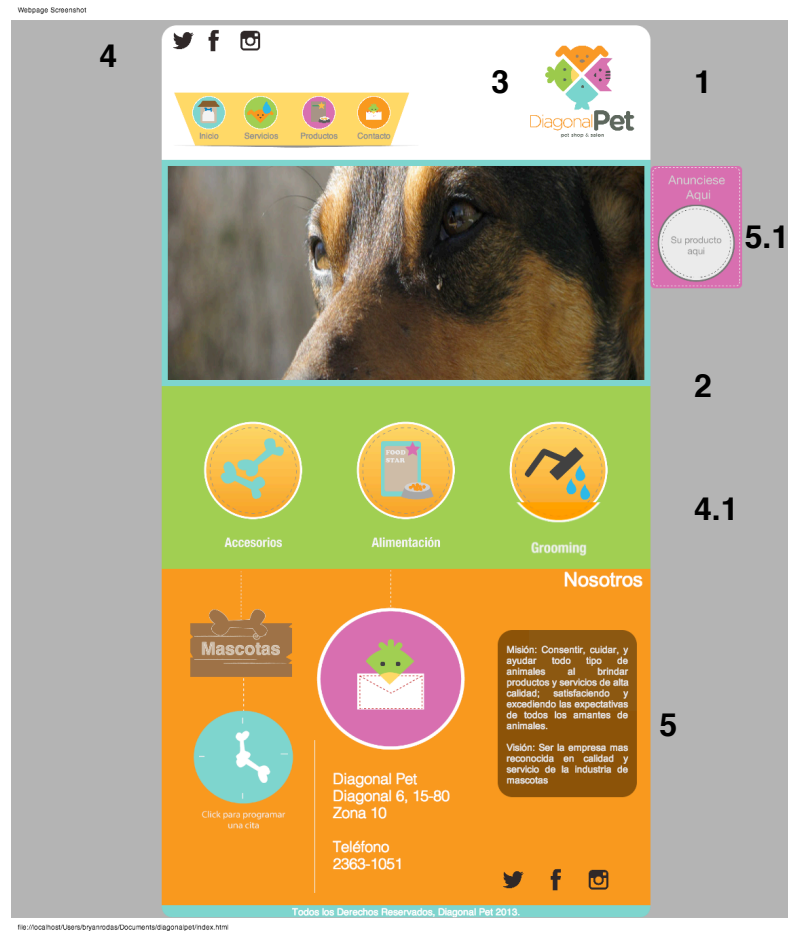 Webpage Screenshot
4
3
1
Inicio
Servicios
Productos
Contacto
DiagonalPet
pet shop & salon
Anunciese
Aqui
Su producto
aqui
5.1
2
FOOD
STAR
4.1
Accesorios
Alimentación
Grooming
Nosotros
Mascotas
Misión: Consentir, cuidar, y
ayudar todo tipo de
animales al brindar
productos y servicios de alta
calidad; satisfaciendo y
excediendo las expectativas
de todos los amantes de
animales.
Visión: Ser la empresa mas
reconocida en calidad y
servicio de la industria de
mascotas
5
Click para programar
una cita
Diagonal Pet
Diagonal 6, 15-80
Zona 10
Teléfono
2363-1051
Todos los Derechos Reservados, Diagonal Pet 2013.
file://localhost/Users/bryanrodas/Documents/diagonalpet/index.html